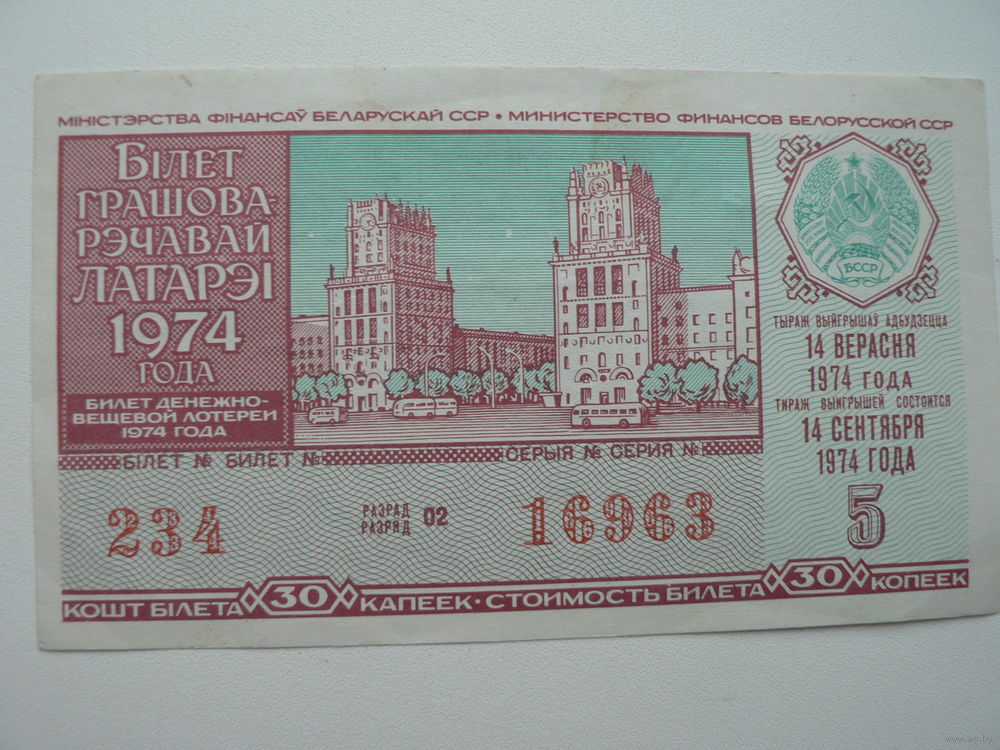 МІНІСТЭРСТВА ФІНАНСАЎ БЕЛАРУСКАЙ ССР • МИНИСТЕРСТВО ФИНАНСОВ БЕЛОРУССКОЙ ССР
БІЛЕТ
ГРАШОВА-
РЭЧАВАЙ
ЛАТАРЭІ
1974
ГОДА
БИЛЕТ ДЕНЕЖНО-
ВЕЩЕВОЙ ЛОТЕРЕИ
1974 ГОДА
БССР
ТЫРАЖ ВЫЙГРЫШАЎ АДБУДЗЕЦЦА
14 ВЕРАСНЯ
1974 ГОДА
ТИРАЖ ВЫИГРЫШЕЙ СОСТОИТСЯ
14 СЕНТЯБРЯ
1974 ГОДА
5
БІЛЕТ № БИЛЕТ №
СЕРЫЯ № СЕРИЯ №
234
РАЗРАД
РАЗРЯД
02
16963
КОШТ БІЛЕТА 30 КАПЕЕК • СТОИМОСТЬ БИЛЕТА 30 КОПЕЕК
www.ay.by